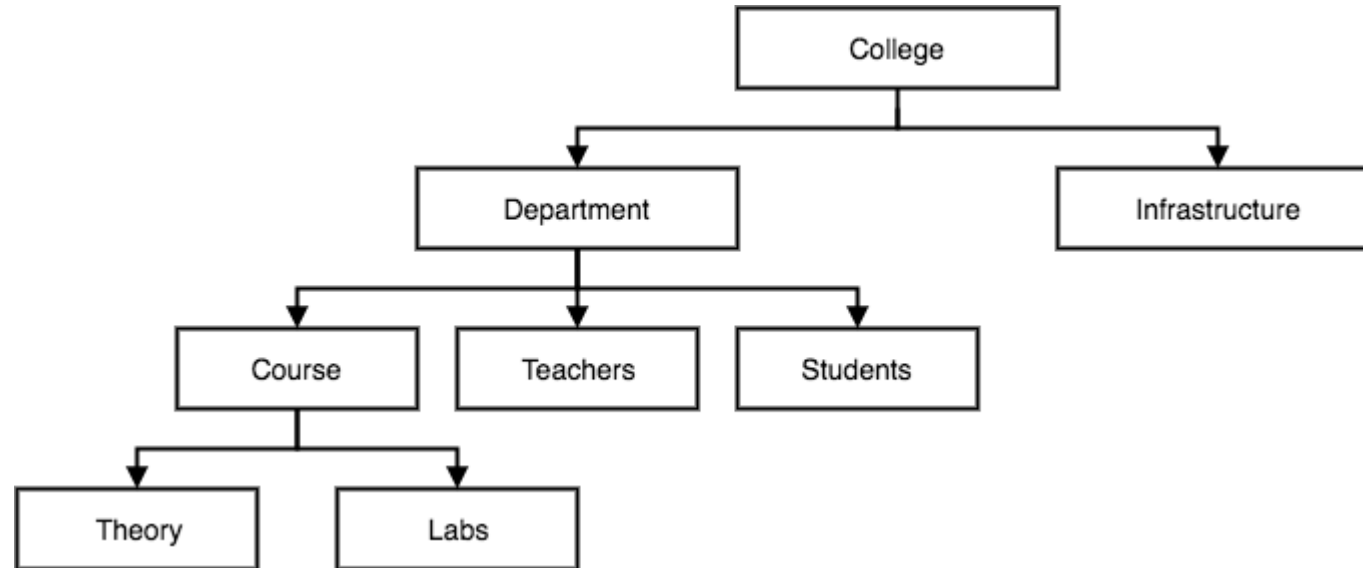 College
Department
Infrastructure
Course
Teachers
Students
Theory
Labs